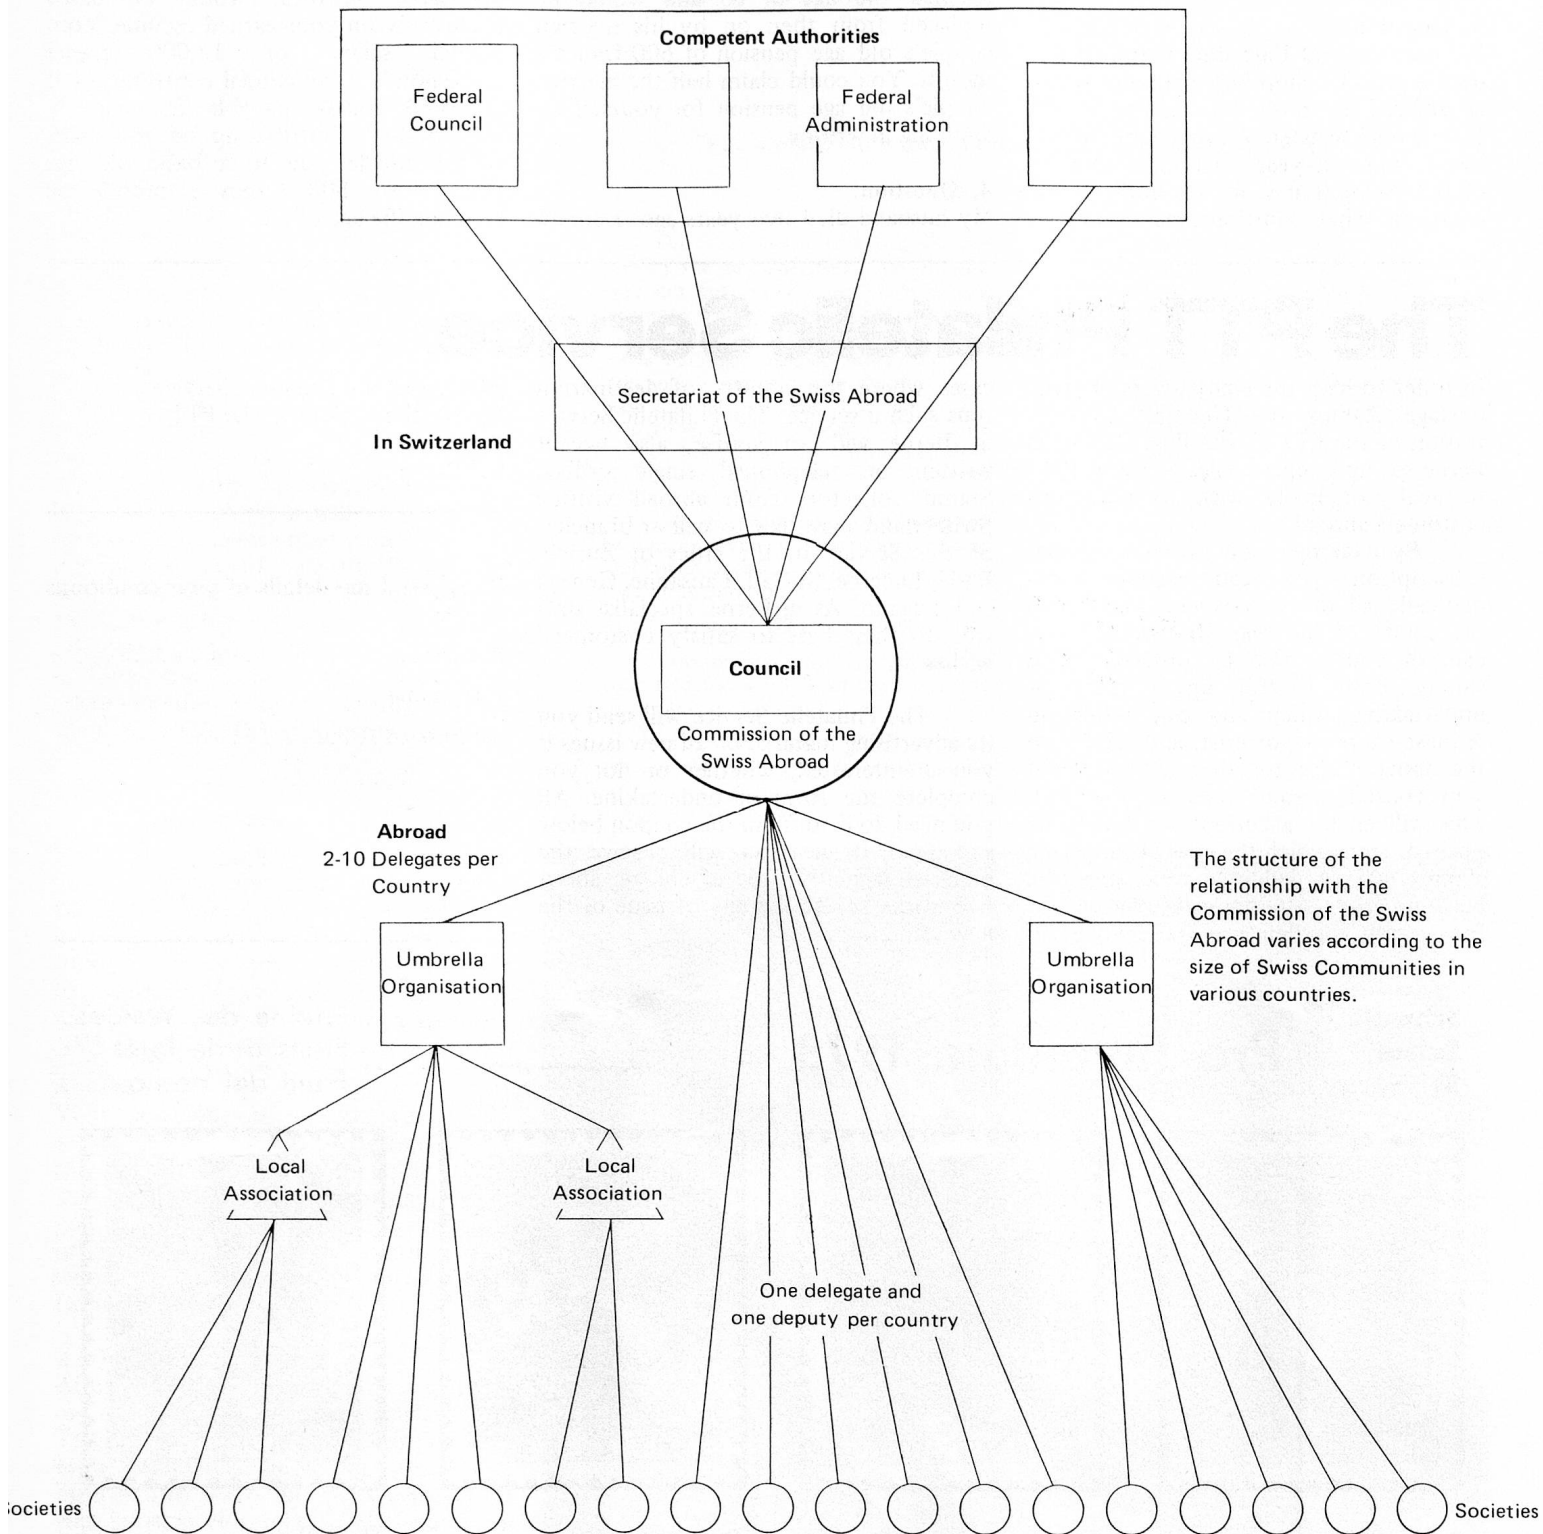 Competent Authorities
Federal
Council
Federal
Administration
Secretariat of the Swiss Abroad
In Switzerland
Council
Commission of the
Swiss Abroad
Abroad
2-10 Delegates per
Country
The structure of the
relationship with the
Commission of the Swiss
Abroad varies according to the
size of Swiss Communities in
various countries.
Umbrella
Organisation
Umbrella
Organisation
Local
Association
Local
Association
One delegate and
one deputy per country
Societies
Societies